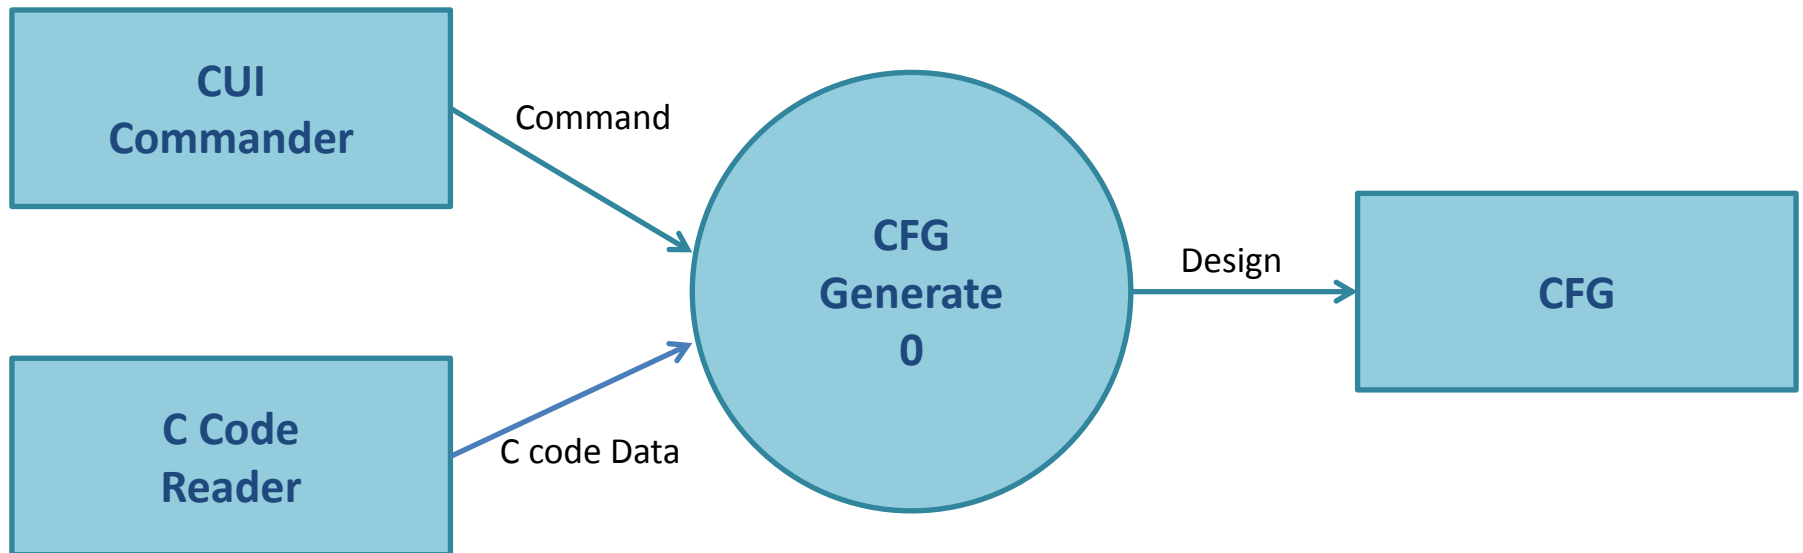 CUI
Commander
Command
C Code
Reader
C code Data
CFG
Generate
0
Design
CFG